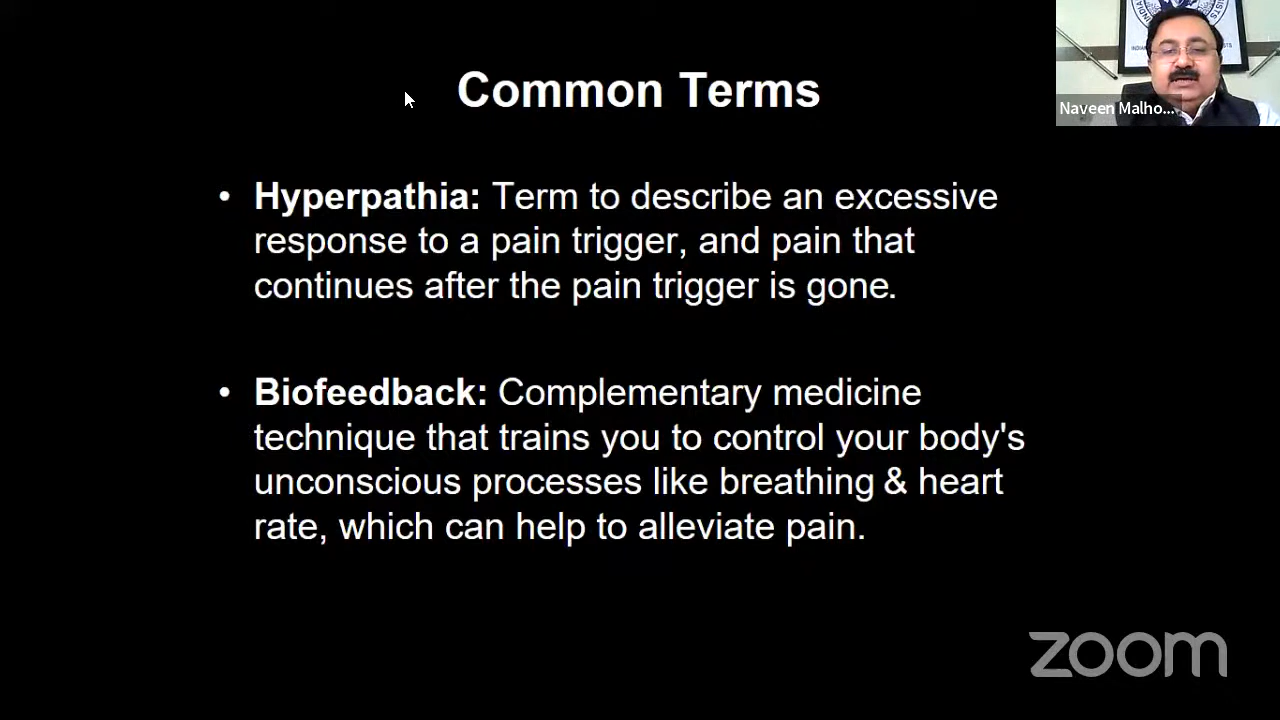 Common Terms
• Hyperpathia: Term to describe an excessive
response to a pain trigger, and pain that
continues after the pain trigger is gone.
• Biofeedback: Complementary medicine
technique that trains you to control your body's
unconscious processes like breathing & heart
rate, which can help to alleviate pain.
Naveen Malho...
zoom